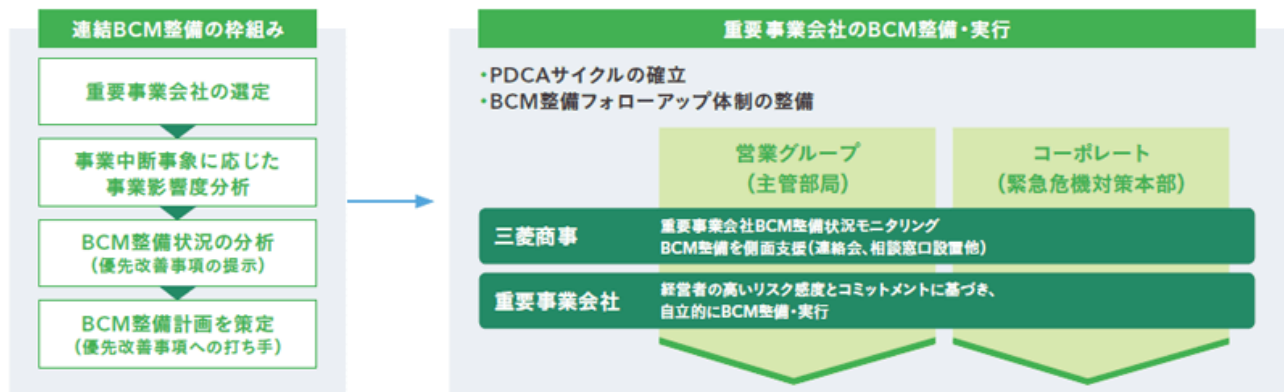 連結BCM整備の枠組み
重要事業会社の選定
事業中断事象に応じた
事業影響度分析
BCM整備状況の分析
(優先改善事項の提示)
BCM整備計画を策定
(優先改善事項への打ち手)
重要事業会社のBCM整備・実行
・PDCAサイクルの確立
・BCM整備フォローアップ体制の整備
営業グループ
(主管部局)
コーポレート
(緊急危機対策本部)
三菱商事
重要事業会社BCM整備状況モニタリング
BCM整備を側面支援(連絡会、相談窓口設置他)
重要事業会社
経営者の高いリスク感度とコミットメントに基づき、
自立的にBCM整備・実行